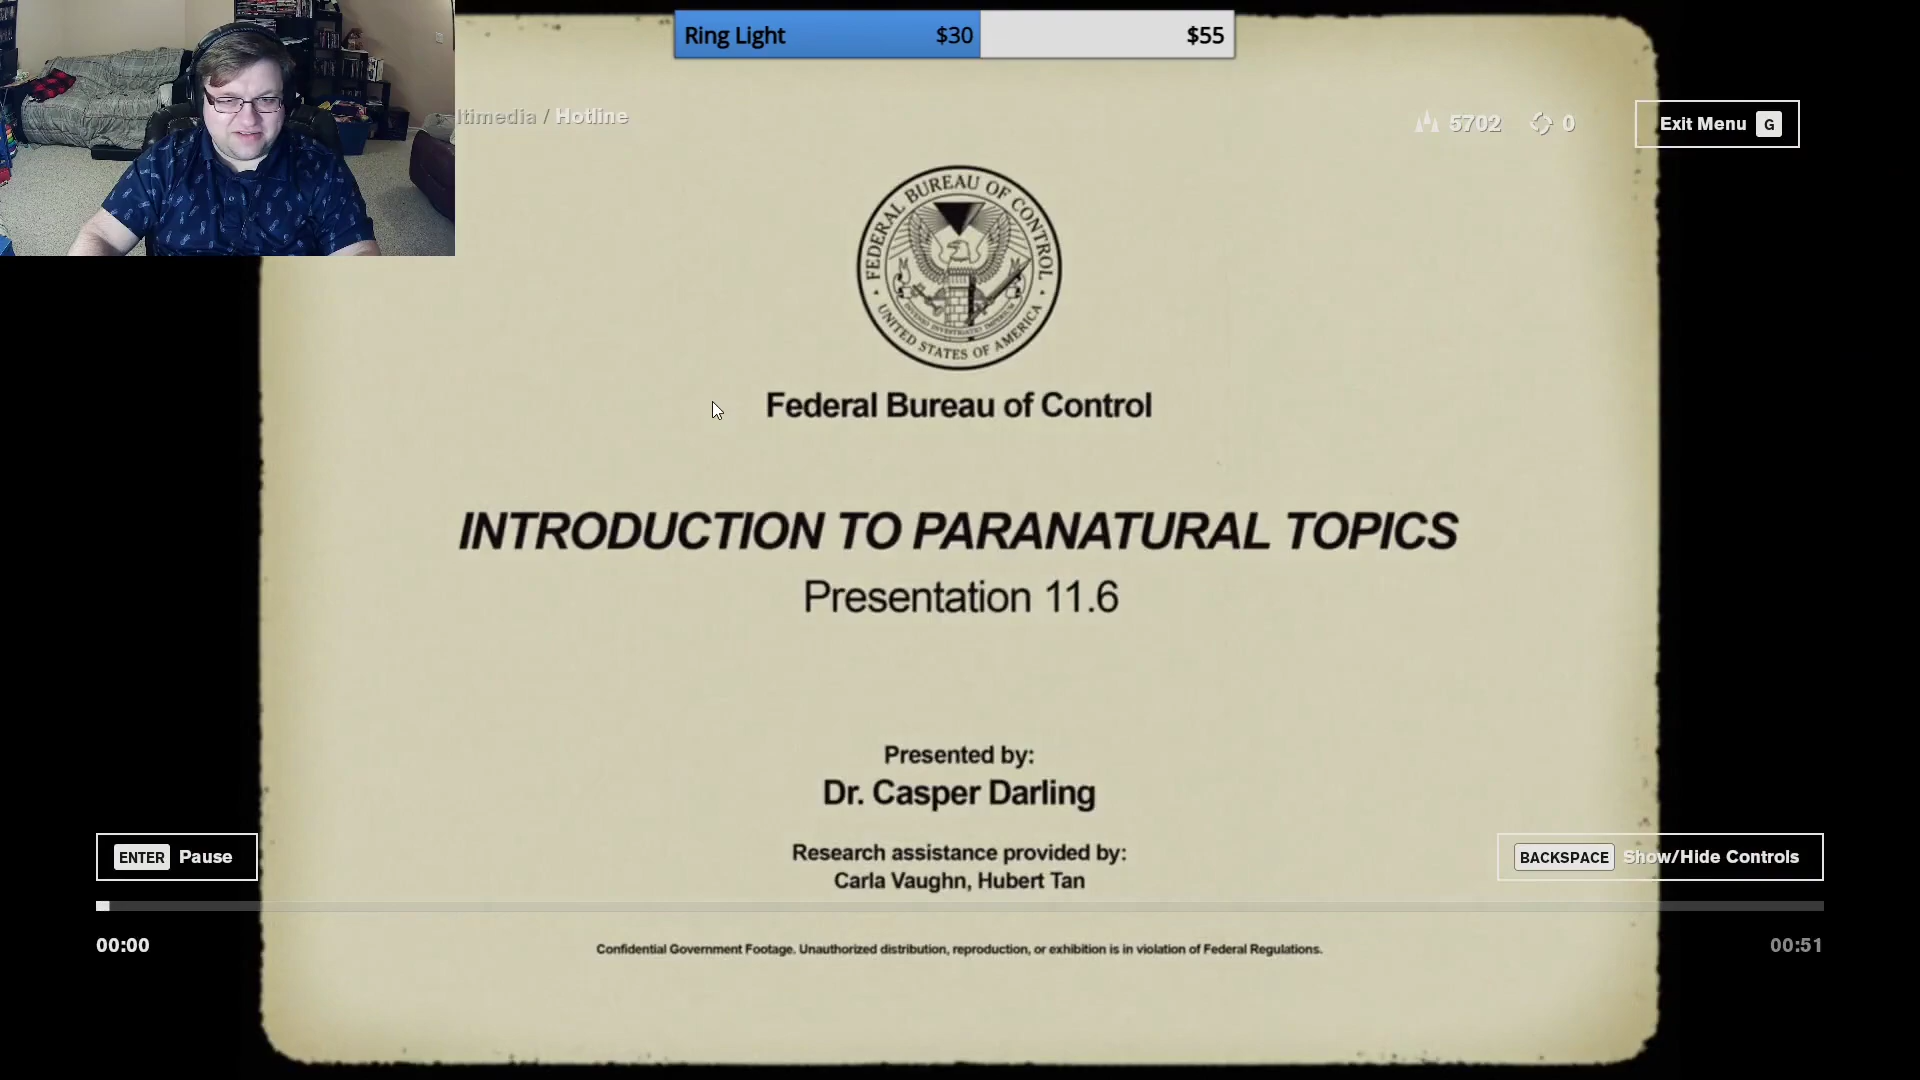 Ring Light $30 $55
ltimedia / Hotline
5702 0
Exit Menu G
FEDERAL BUREAU OF CONTROL
UNITED STATES OF AMERICA
Federal Bureau of Control
INTRODUCTION TO PARANATURAL TOPICS
Presentation 11.6
Presented by:
Dr. Casper Darling
Research assistance provided by:
Carla Vaughn, Hubert Tan
ENTER Pause
BACKSPACE Show/Hide Controls
00:00
00:51
Confidential Government Footage. Unauthorized distribution, reproduction, or exhibition is in violation of Federal Regulations.